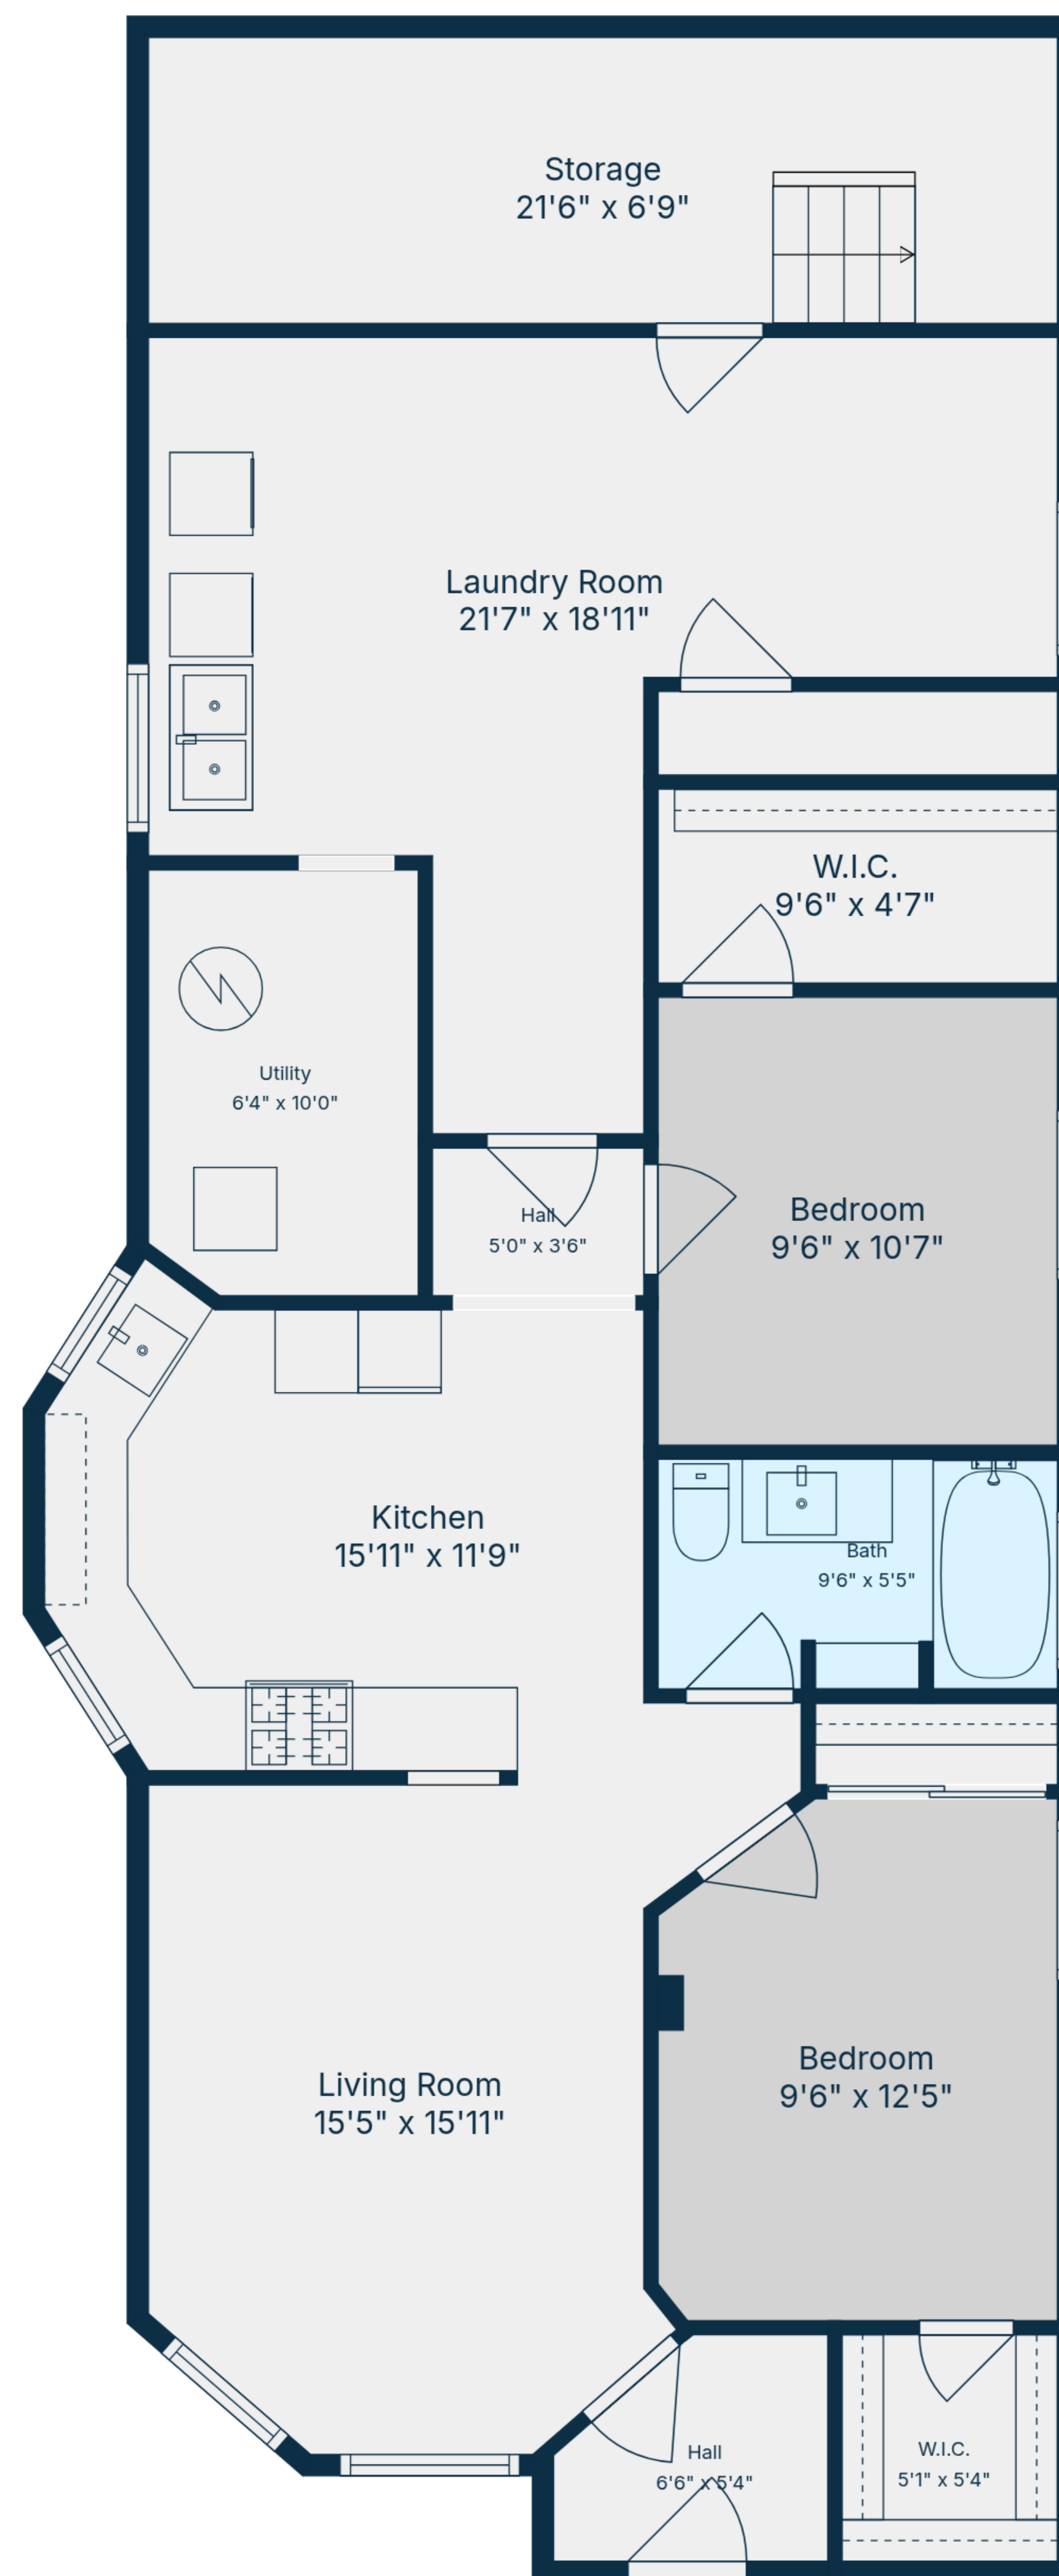 Storage
21'6" x 6'9"
Laundry Room
21'7" x 18'11"
W.I.C.
9'6" x 4'7"
Utility
6'4" x 10'0"
Hall
5'0" x 3'6"
Bedroom
9'6" x 10'7"
Kitchen
15'11" x 11'9"
Bath
9'6" x 5'5"
Bedroom
9'6" x 12'5"
Living Room
15'5" x 15'11"
Hall
6'6" x 5'4"
W.I.C.
5'1" x 5'4"